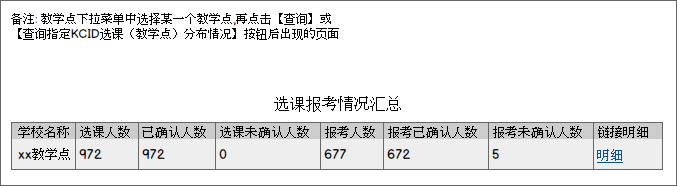 备注: 教学点下拉菜单中选择某一个教学点,再点击【查询】或
【查询指定KCID选课（教学点）分布情况】按钮后出现的页面
选课报考情况汇总
学校名称 选课人数 已确认人数 选课未确认人数 报考人数 报考已确认人数 报考未确认人数 链接明细
xx教学点 972 972 0 677 672 5 明细